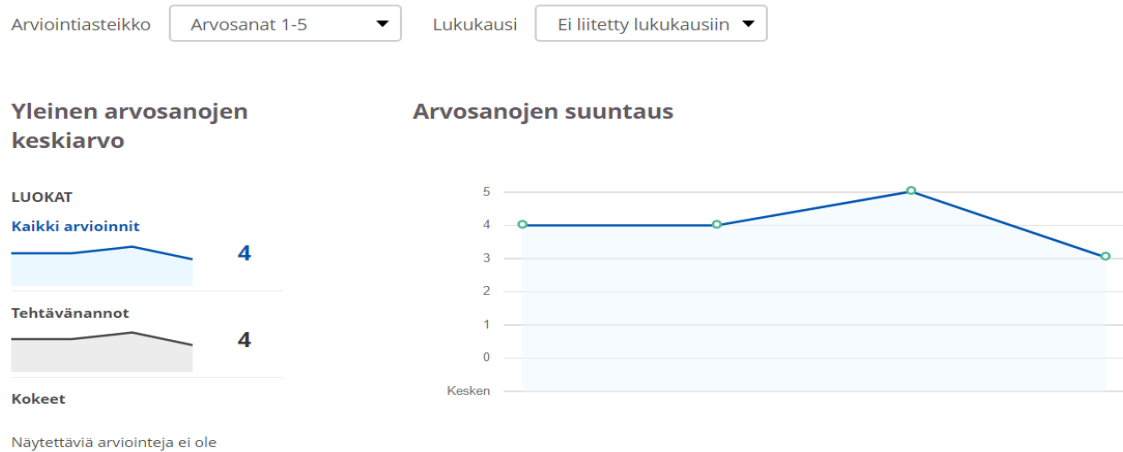 Arviointiasteikko Arvosanat 1-5 Lukukausi Ei liitetty lukukausiin
Yleinen arvosanojen
keskiarvo
LUOKAT
Kaikki arvioinnit
4
Tehtävänannot
4
Kokeet
Näytettäviä arviointeja ei ole
Arvosanojen suuntaus
5
4
3
2
1
0
Kesken